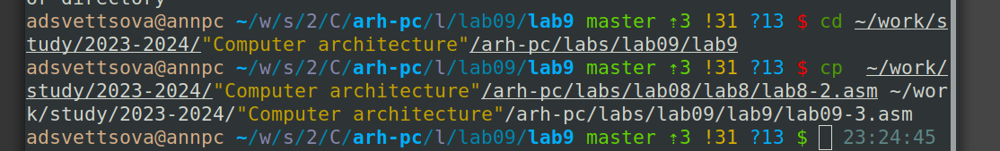 of directory
adsvettsova@annpc ~/w/s/2/C/arh-pc/l/lab09/lab9 master ⇡3 !31 ?13 $ cd ~/work/s
tudy/2023-2024/"Computer architecture"/arh-pc/labs/lab09/lab9
adsvettsova@annpc ~/w/s/2/C/arh-pc/l/lab09/lab9 master ⇡3 !31 ?13 $ cp  ~/work/
study/2023-2024/"Computer architecture"/arh-pc/labs/lab08/lab8/lab8-2.asm ~/wor
k/study/2023-2024/"Computer architecture"/arh-pc/labs/lab09/lab9/lab09-3.asm
adsvettsova@annpc ~/w/s/2/C/arh-pc/l/lab09/lab9 master ⇡3 !31 ?13 $ 23:24:45